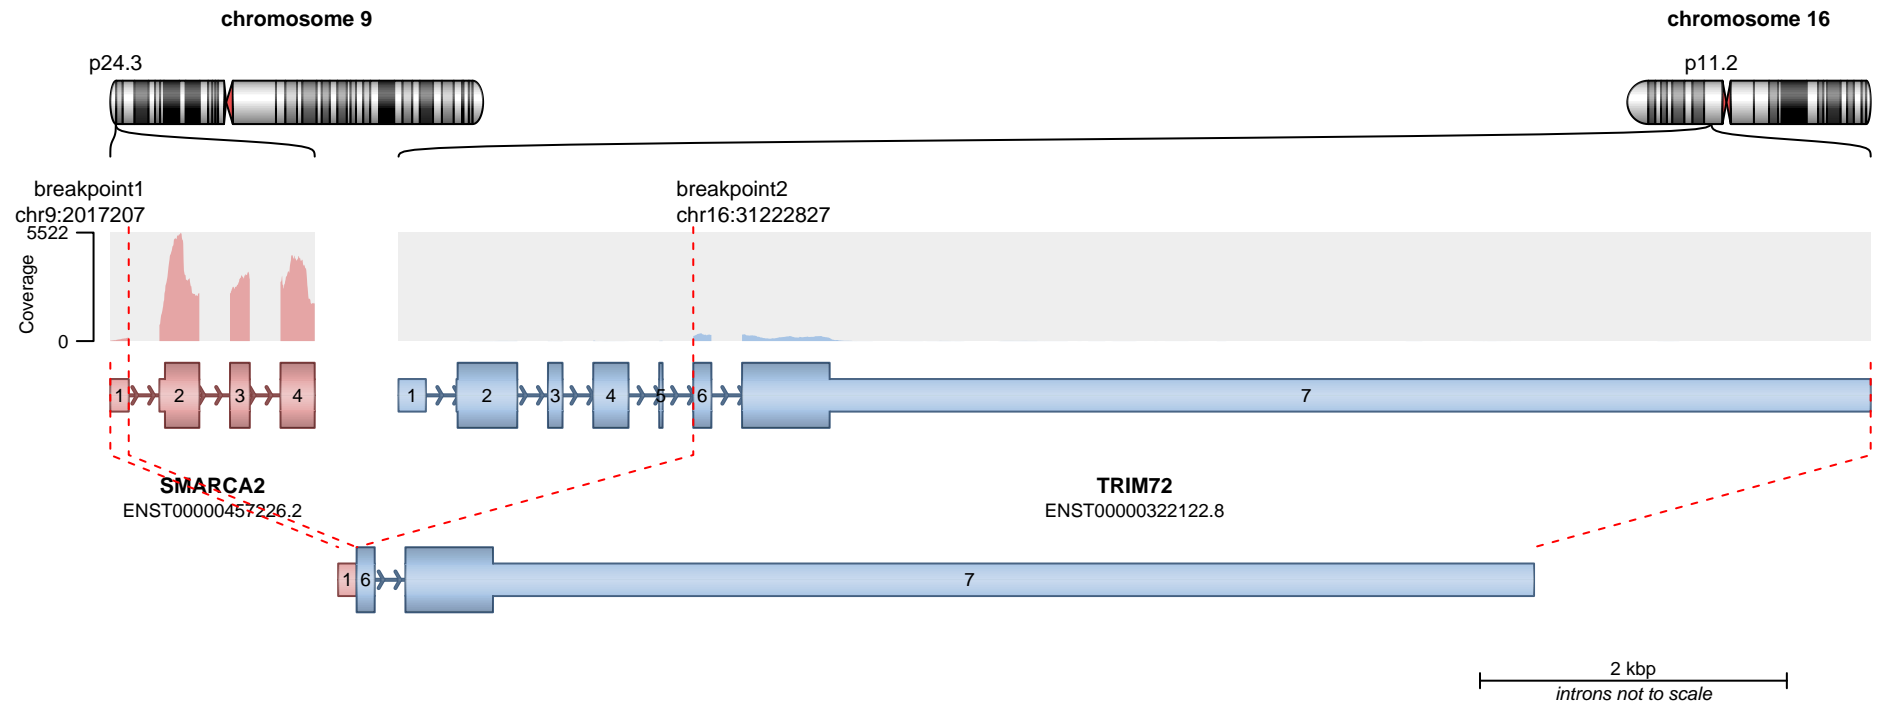 chromosome 9
chromosome 16
p24.3
p11.2
breakpoint1
chr9:2017207
breakpoint2
chr16:31222827
5522
Coverage
0
1 2 3 4
1 2 3 4 5 6 7
SMARCA2
ENST00000457226.2
TRIM72
ENST00000322122.8
1 6 7
2 kbp
introns not to scale